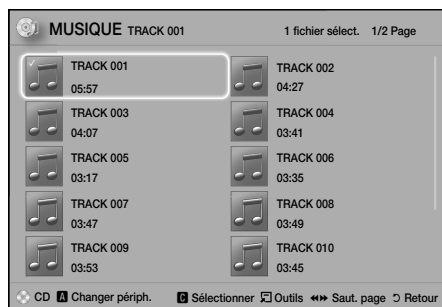 MUSIQUE TRACK 001 1 fichier sélect. 1/2 Page
TRACK 001 TRACK 002
05:57 04:27
TRACK 003 TRACK 004
04:07 03:41
TRACK 005 TRACK 006
03:17 03:35
TRACK 007 TRACK 008
03:47 03:49
TRACK 009 TRACK 010
03:53 03:45
CD A Changer périph. C Sélectionner Outils Saut. page Retour